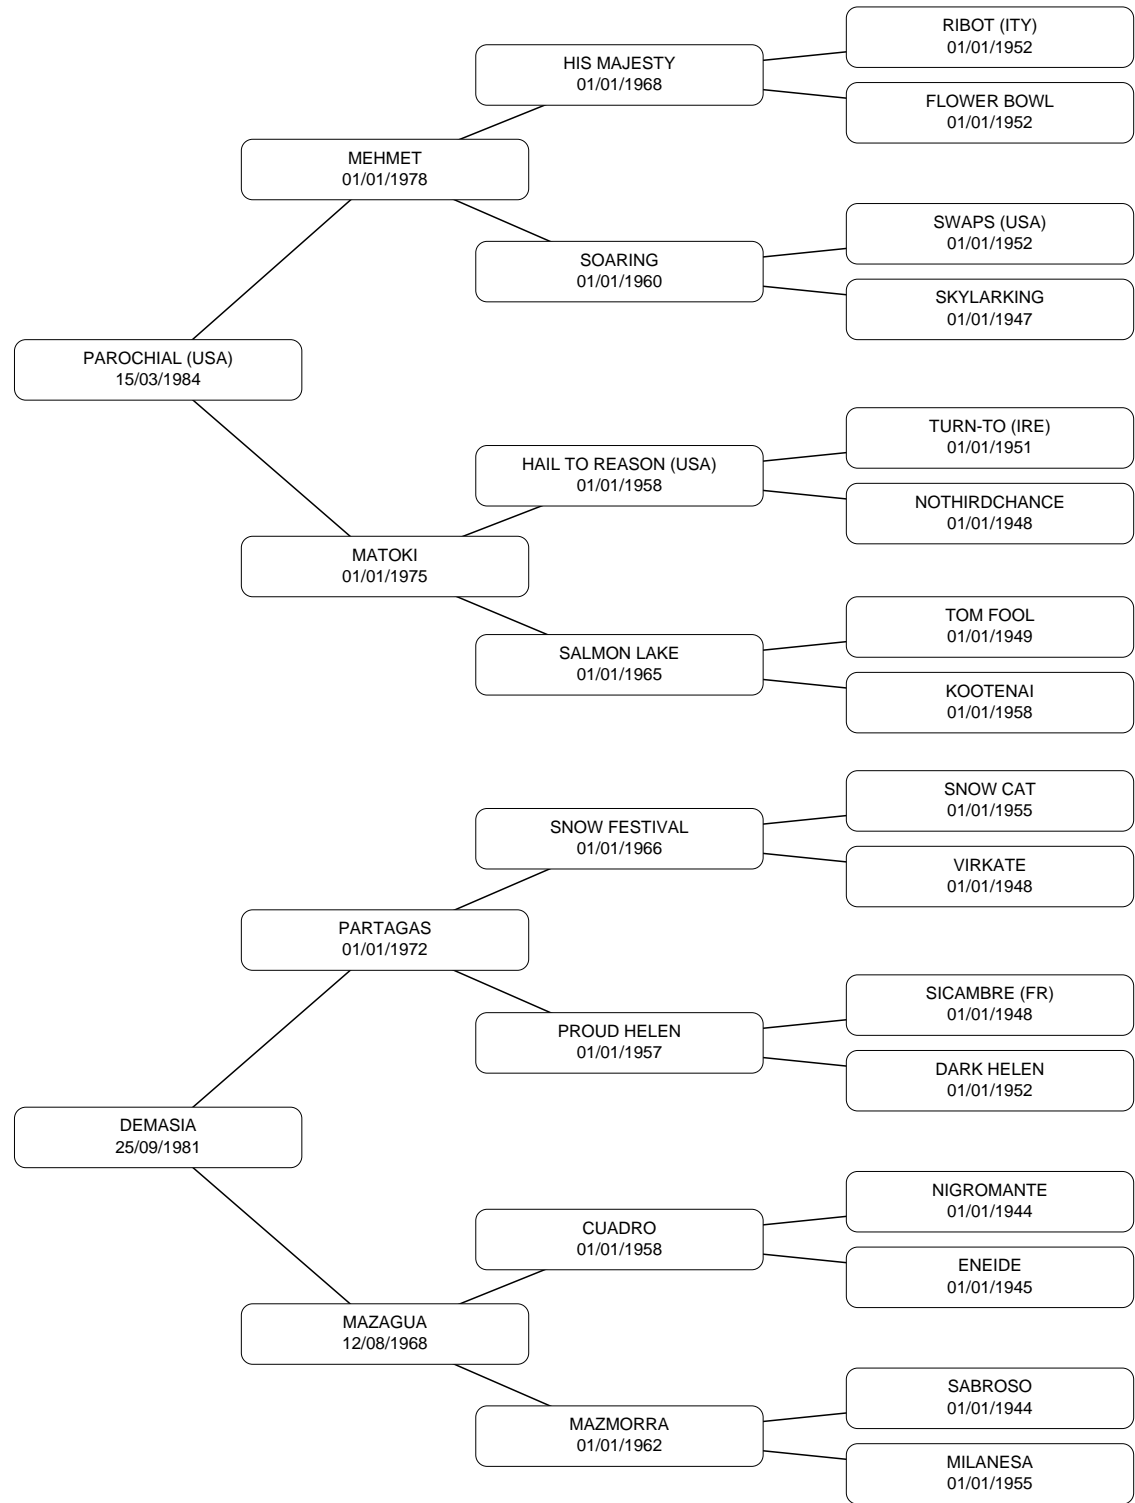 RIBOT (ITY)
01/01/1952
HIS MAJESTY
01/01/1968
FLOWER BOWL
01/01/1952
MEHMET
01/01/1978
SWAPS (USA)
01/01/1952
SOARING
01/01/1960
SKYLARKING
01/01/1947
PAROCHIAL (USA)
15/03/1984
TURN-TO (IRE)
01/01/1951
HAIL TO REASON (USA)
01/01/1958
NOTHIRDCHANCE
01/01/1948
MATOKI
01/01/1975
TOM FOOL
01/01/1949
SALMON LAKE
01/01/1965
KOOTENAI
01/01/1958
SNOW CAT
01/01/1955
SNOW FESTIVAL
01/01/1966
VIRKATE
01/01/1948
PARTAGAS
01/01/1972
SICAMBRE (FR)
01/01/1948
PROUD HELEN
01/01/1957
DARK HELEN
01/01/1952
DEMASIA
25/09/1981
NIGROMANTE
01/01/1944
CUADRO
01/01/1958
ENEIDE
01/01/1945
MAZAGUA
12/08/1968
SABROSO
01/01/1944
MAZMORRA
01/01/1962
MILANESA
01/01/1955